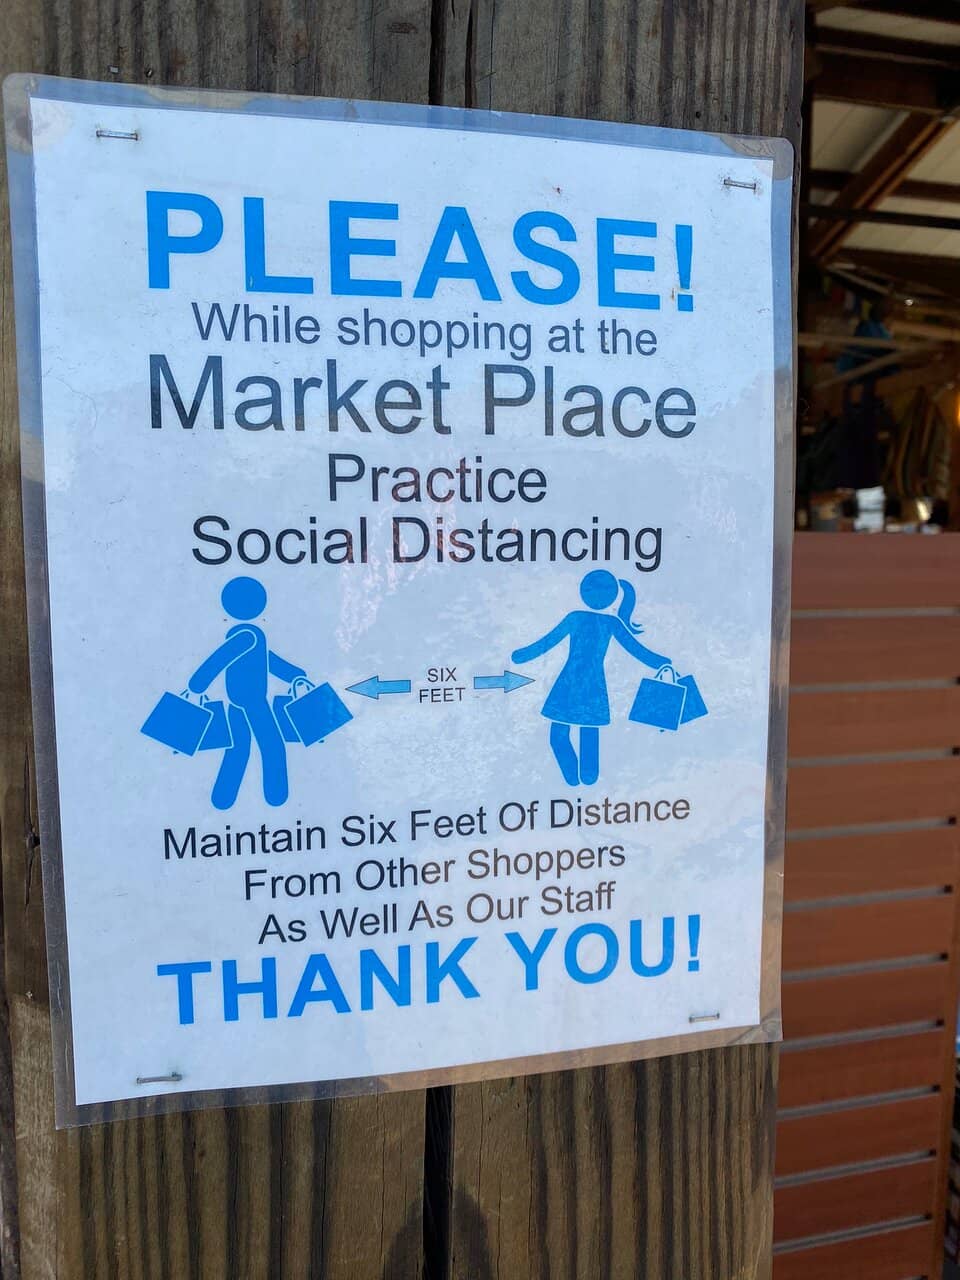 PLEASE!
While shopping at the
Market Place
Practice
Social Distancing
SIX
FEET
Maintain Six Feet Of Distance
From Other Shoppers
As Well As Our Staff
THANK YOU!